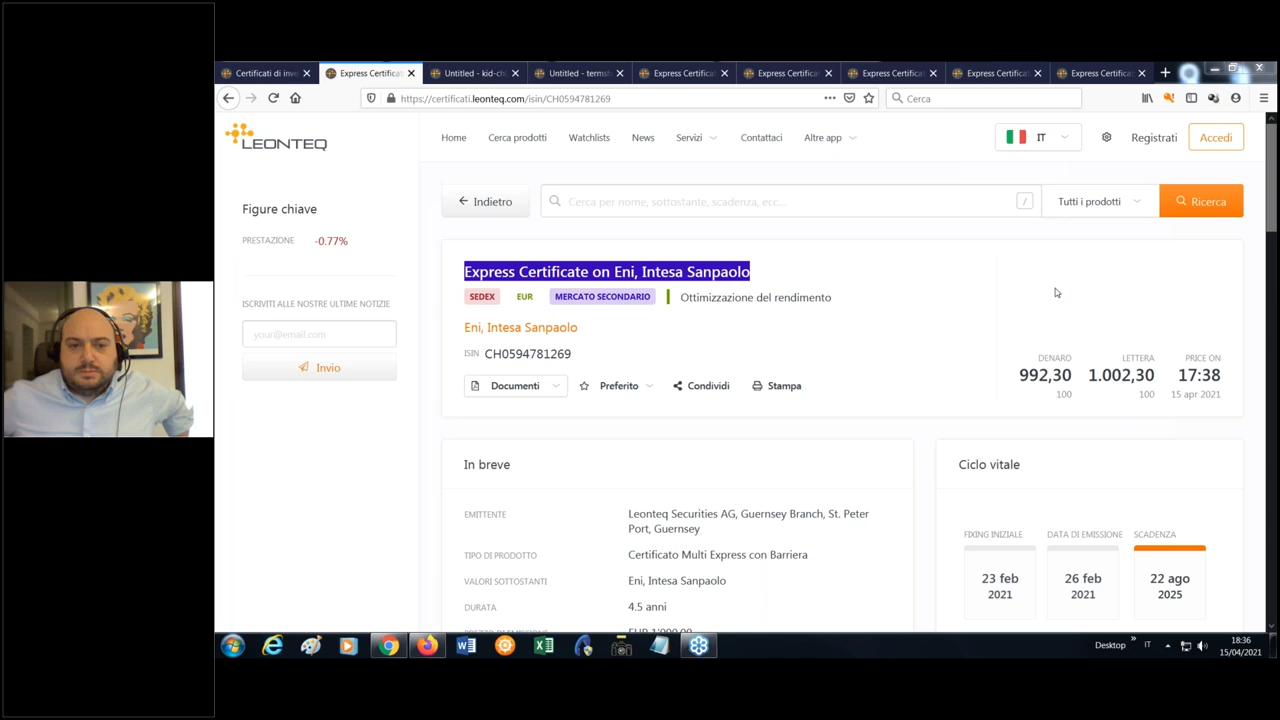 Certificati di inve
Express Certificat
Untitled - kid-ch
Untitled - termsh
Express Certificat
Express Certificat
Express Certificat
Express Certificat
Express Certificat
https://certificati.leonteq.com/isin/CH0594781269
Cerca
LEONTEQ
Home
Cerca prodotti
Watchlists
News
Servizi
Contattaci
Altre app
IT
Registrati
Accedi
Indietro
Cerca per nome, sottostante, scadenza, ecc...
/
Tutti i prodotti
Ricerca
Figure chiave
PRESTAZIONE -0.77%
ISCRIVITI ALLE NOSTRE ULTIME NOTIZIE
your@email.com
Invio
Express Certificate on Eni, Intesa Sanpaolo
SEDEX EUR MERCATO SECONDARIO Ottimizzazione del rendimento
Eni, Intesa Sanpaolo
ISIN CH0594781269
Documenti Preferito Condividi Stampa
DENARO LETTERA PRICE ON
992,30 1.002,30 17:38
100 100 15 apr 2021
In breve
EMITTENTE Leonteq Securities AG, Guernsey Branch, St. Peter
Port, Guernsey
TIPO DI PRODOTTO Certificato Multi Express con Barriera
VALORI SOTTOSTANTI Eni, Intesa Sanpaolo
DURATA 4.5 anni
Ciclo vitale
FIXING INIZIALE DATA DI EMISSIONE SCADENZA
23 feb 26 feb 22 ago
2021 2021 2025
Desktop
IT
18:36
15/04/2021